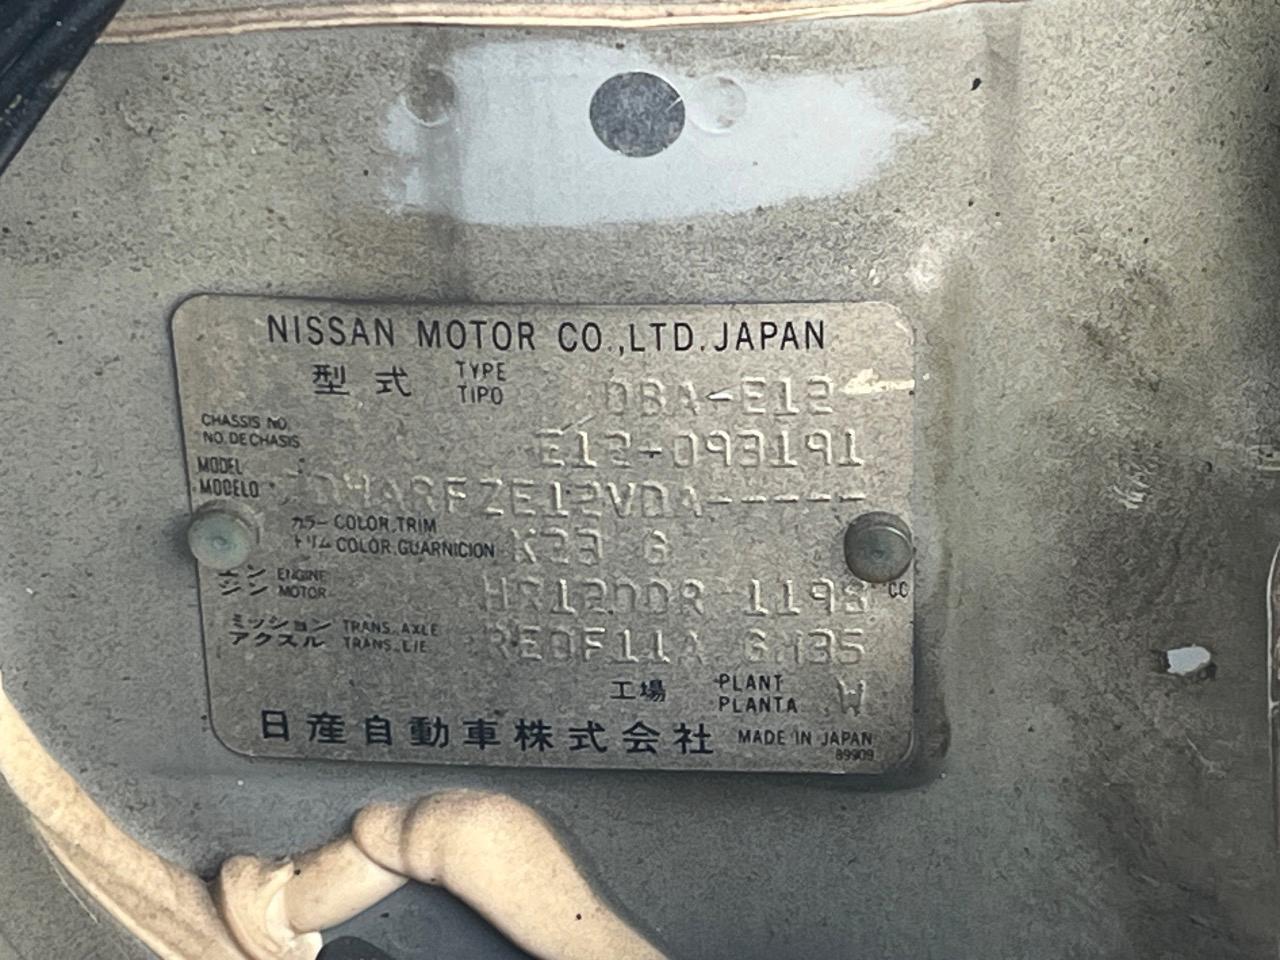 NISSAN MOTOR CO.,LTD.JAPAN
型式 TYPE TIPO DBA-E12
CHASSIS NO. NO.DE CHASIS E12-093191
MODEL MODELO
カラー COLOR,TRIM
トリム COLOR,GUARNICION K23 G
エンジン ENGINE MOTOR HR12DDR 1198 CC
ミッション TRANS. AXLE
アクスル TRANS. EJE REDF11A GH35
工場 PLANT PLANTA W
日産自動車株式会社 MADE IN JAPAN
89909